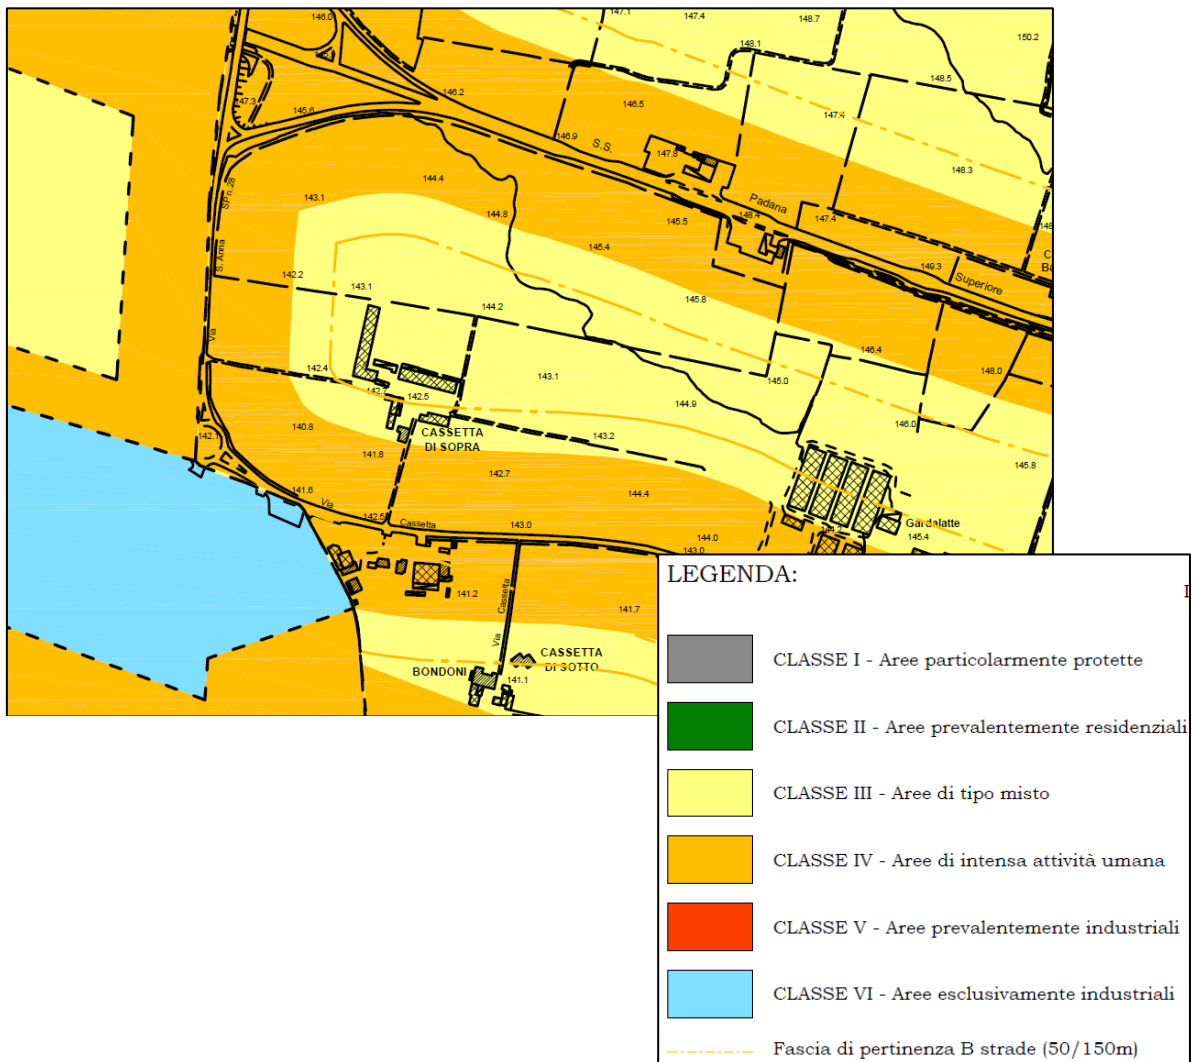 147.1
147.4
148.7
146.0
150.2
148.1
148.5
146.2
146.5
47.3
145.6
147.4
146.9
S.S.
147.8
148.3
144.4
SPn.28
143.1
Padana
144.8
145.5
148.4
147.4
148.
S. Anna
145.4
C
149.3
Ba
142.2
143.1
145.8
Superiore
144.2
Via
146.4
142.4
148.0
143.1
145.0
142.7
142.5
144.9
146.0
140.8
CASSETTA
DI SOPRA
143.2
142.1
141.8
145.8
142.7
144.4
141.6
Via
142.5
Cassetta
143.0
144.0
144.2
Gardalatte
145.4
143.0
141.2
Cassetta
141.7
Via
CASSETTA
DI SOTTO
BONDONI
141.1
LEGENDA:
CLASSE I - Aree particolarmente protette
CLASSE II - Aree prevalentemente residenziali
CLASSE III - Aree di tipo misto
CLASSE IV - Aree di intensa attività umana
CLASSE V - Aree prevalentemente industriali
CLASSE VI - Aree esclusivamente industriali
Fascia di pertinenza B strade (50/150m)